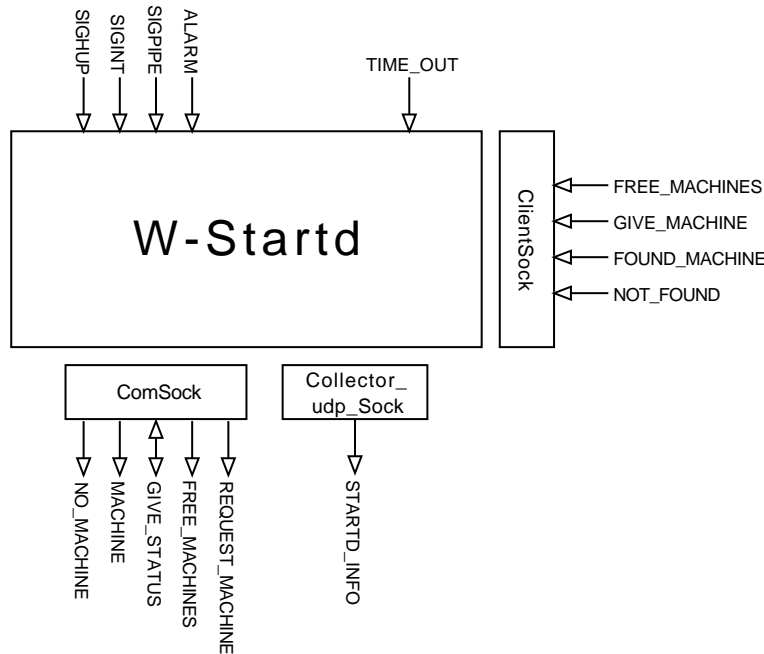 SIGHUP
SIGINT
SIGPIPE
ALARM
TIME_OUT
W-Startd
ClientSock
FREE_MACHINES
GIVE_MACHINE
FOUND_MACHINE
NOT_FOUND
ComSock
Collector_
udp_Sock
NO_MACHINE
MACHINE
GIVE_STATUS
FREE_MACHINES
REQUEST_MACHINE
STARTD_INFO